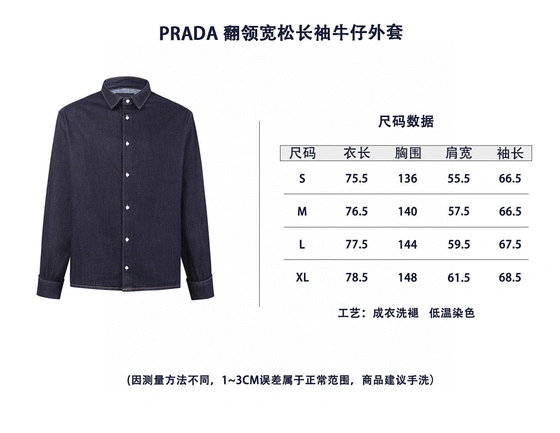 PRADA 翻领宽松长袖牛仔外套
尺码数据
尺码 衣长 胸围 肩宽 袖长
S 75.5 136 55.5 66.5
M 76.5 140 57.5 66.5
L 77.5 144 59.5 67.5
XL 78.5 148 61.5 68.5
工艺：成衣洗褪 低温染色
(因测量方法不同，1~3CM误差属于正常范围，商品建议手洗)